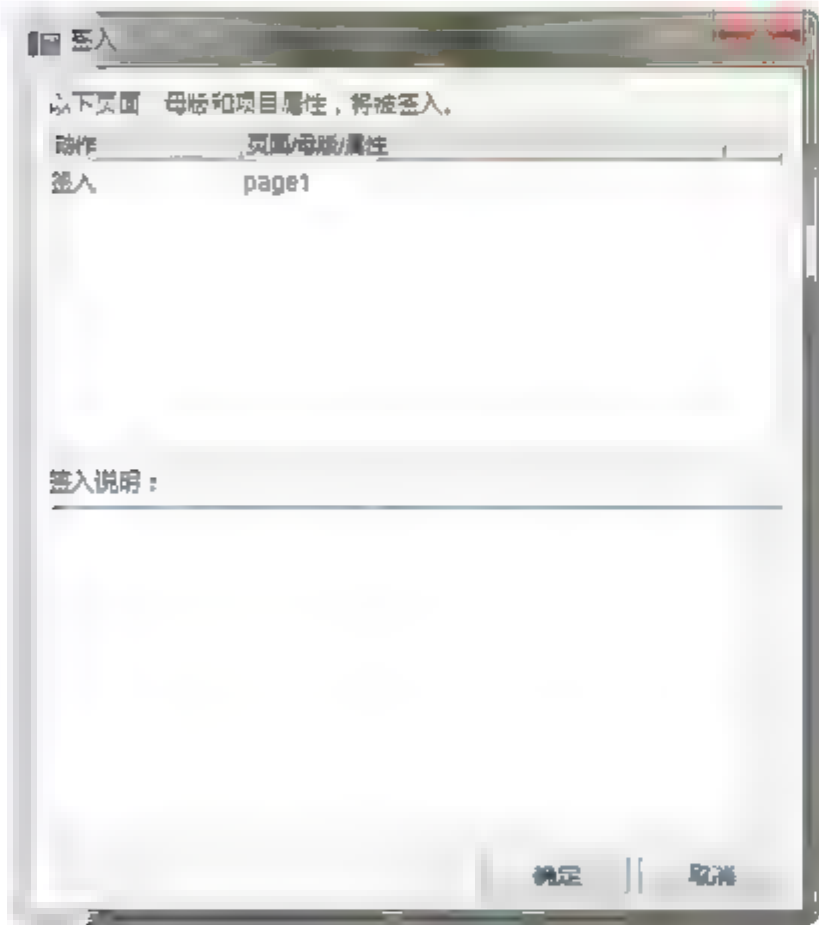 签入
以下页面 母版和项目属性，将被签入。
动作 页面/母版/属性
签入 page1
签入说明：
确定 取消